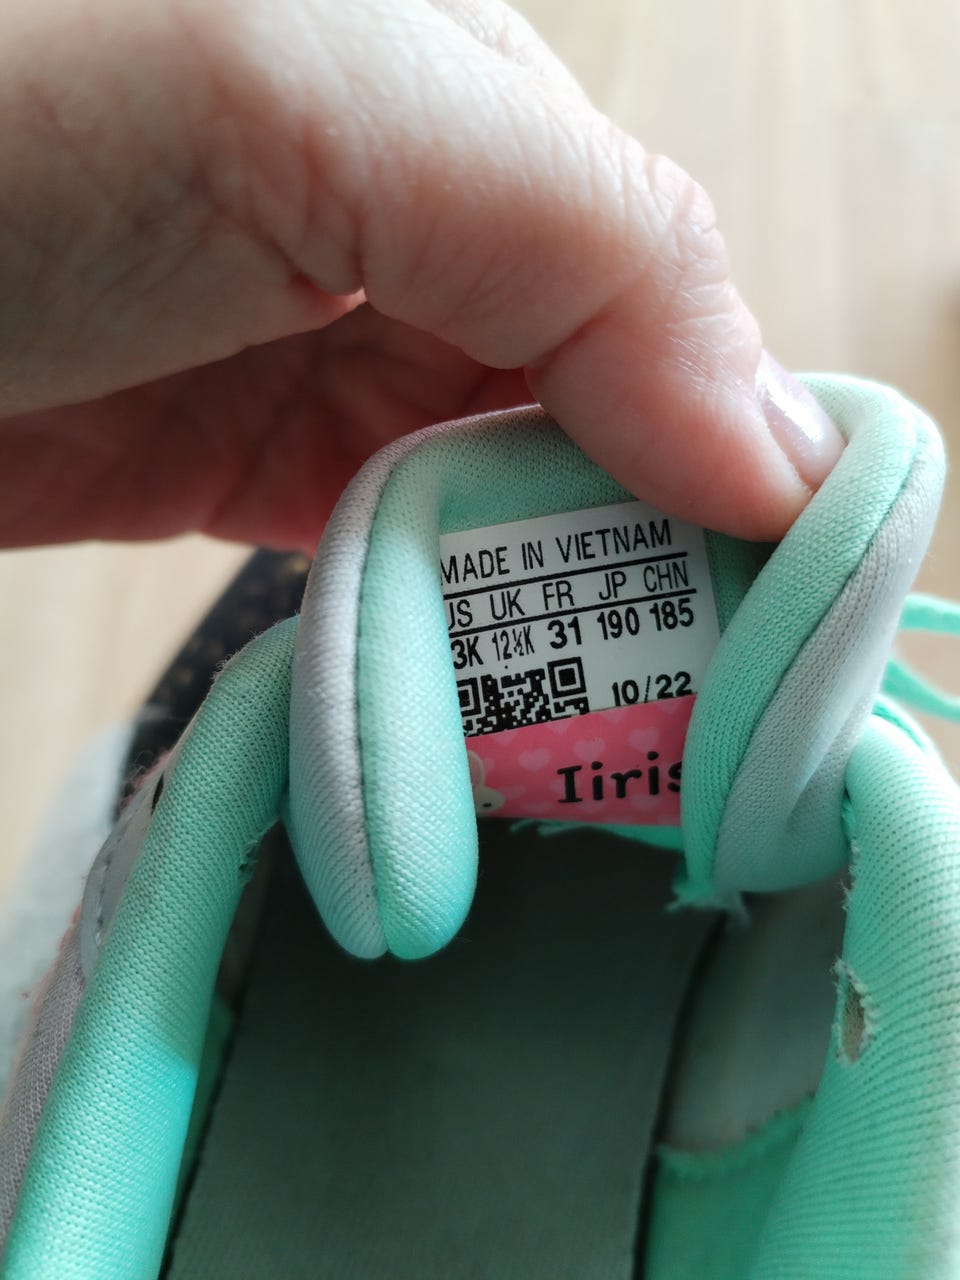 MADE IN VIETNAM
US UK FR JP CHN
3K 12½K 31 190 185
10/22
Iiris